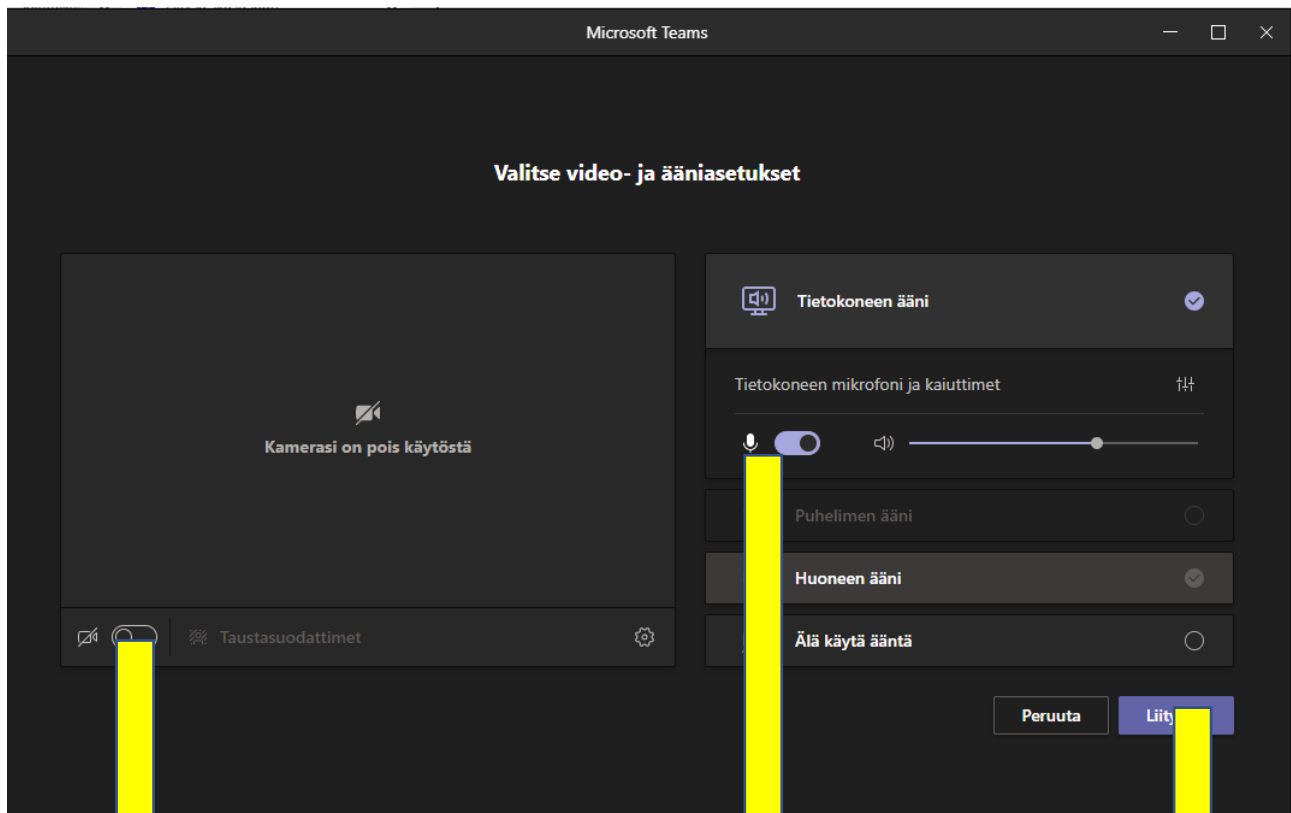 Microsoft Teams
Valitse video- ja ääniasetukset
Kamerasi on pois käytöstä
Taustasuodattimet
Tietokoneen ääni
Tietokoneen mikrofoni ja kaiuttimet
Puhelimen ääni
Huoneen ääni
Älä käytä ääntä
Peruuta